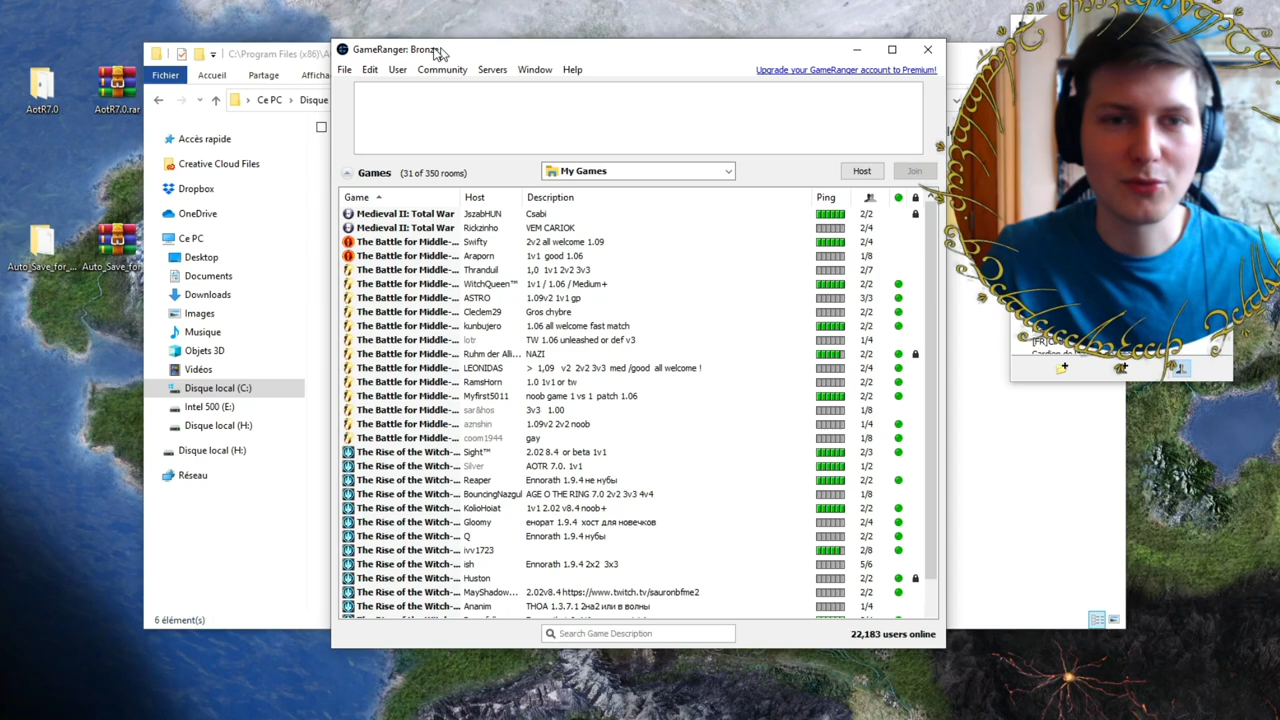 AotR7.0
AotR7.0.rar
Auto_Save_for_...
Auto_Save_for
C:\Program Files (x86)\A
Fichier Accueil Partage Afficha
Ce PC > Disque
Accès rapide
Creative Cloud Files
Dropbox
OneDrive
Ce PC
Desktop
Documents
Downloads
Images
Musique
Objets 3D
Vidéos
Disque local (C:)
Intel 500 (E:)
Disque local (H:)
Disque local (H:)
Réseau
6 élément(s)
GameRanger: Bronz
File Edit User Community Servers Window Help
Upgrade your GameRanger account to Premium!
Games (31 of 350 rooms) My Games Host Join
Game Host Description Ping
Medieval II: Total War JszabHUN Csabi 2/2
Medieval II: Total War Rickzinho VEM CARIOK 2/4
The Battle for Middle-... Swifty 2v2 all welcome 1.09 2/4
The Battle for Middle-... Araporn 1v1 good 1.06 1/8
The Battle for Middle-... Thranduil 1,0 1v1 2v2 3v3 2/7
The Battle for Middle-... WitchQueen™ 1v1 / 1.06 / Medium+ 2/2
The Battle for Middle-... ASTRO 1.09v2 1v1 gp 3/3
The Battle for Middle-... Cleclem29 Gros chybre 2/2
The Battle for Middle-... kunbujero 1.06 all welcome fast match 2/2
The Battle for Middle-... lotr TW 1.06 unleashed or def v3 1/4
The Battle for Middle-... Ruhm der Alli... NAZI 2/2
The Battle for Middle-... LEONIDAS > 1,09 v2 2v2 3v3 med /good all welcome ! 2/4
The Battle for Middle-... RamsHorn 1.0 1v1 or tw 2/2
The Battle for Middle-... Myfirst5011 noob game 1 vs 1 patch 1.06 2/2
The Battle for Middle-... sar&hos 3v3 1.00 1/8
The Battle for Middle-... aznshin 1.09v2 2v2 noob 1/4
The Battle for Middle-... coom1944 gay 1/8
The Rise of the Witch-... Sight™ 2.02 8.4 or beta 1v1 2/3
The Rise of the Witch-... Silver AOTR 7.0. 1v1 1/2
The Rise of the Witch-... Reaper Ennorath 1.9.4 не нубы 2/2
The Rise of the Witch-... BouncingNazgul AGE O THE RING 7.0 2v2 3v3 4v4 1/8
The Rise of the Witch-... KolioHoiat 1v1 2.02 v8.4 noob+ 2/2
The Rise of the Witch-... Gloomy енорат 1.9.4 хост для новечков 2/4
The Rise of the Witch-... Q Ennorath 1.9.4 нубы 2/2
The Rise of the Witch-... ivv1723 2/8
The Rise of the Witch-... ish Ennorath 1.9.4 2x2 3x3 5/6
The Rise of the Witch-... Huston 2/2
The Rise of the Witch-... MayShadow... 2.02v8.4 https://www.twitch.tv/sauronbfme2 2/2
The Rise of the Witch-... Ananim THOA 1.3.7.1 2на2 или в волны 1/4
Search Game Description
22,183 users online